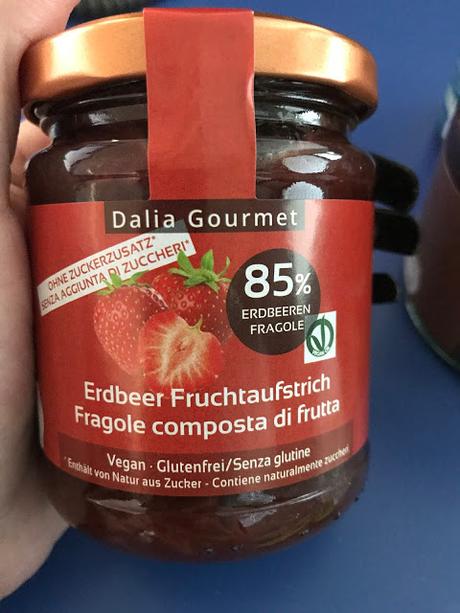 Dalia Gourmet
OHNE ZUCKERZUSATZ*
SENZA AGGIUNTA DI ZUCCHERI*
85%
ERDBEEREN
FRAGOLE
Erdbeer Fruchtaufstrich
Fragole composta di frutta
Vegan · Glutenfrei/Senza glutine
*Enthält von Natur aus Zucker - Contiene naturalmente zuccheri